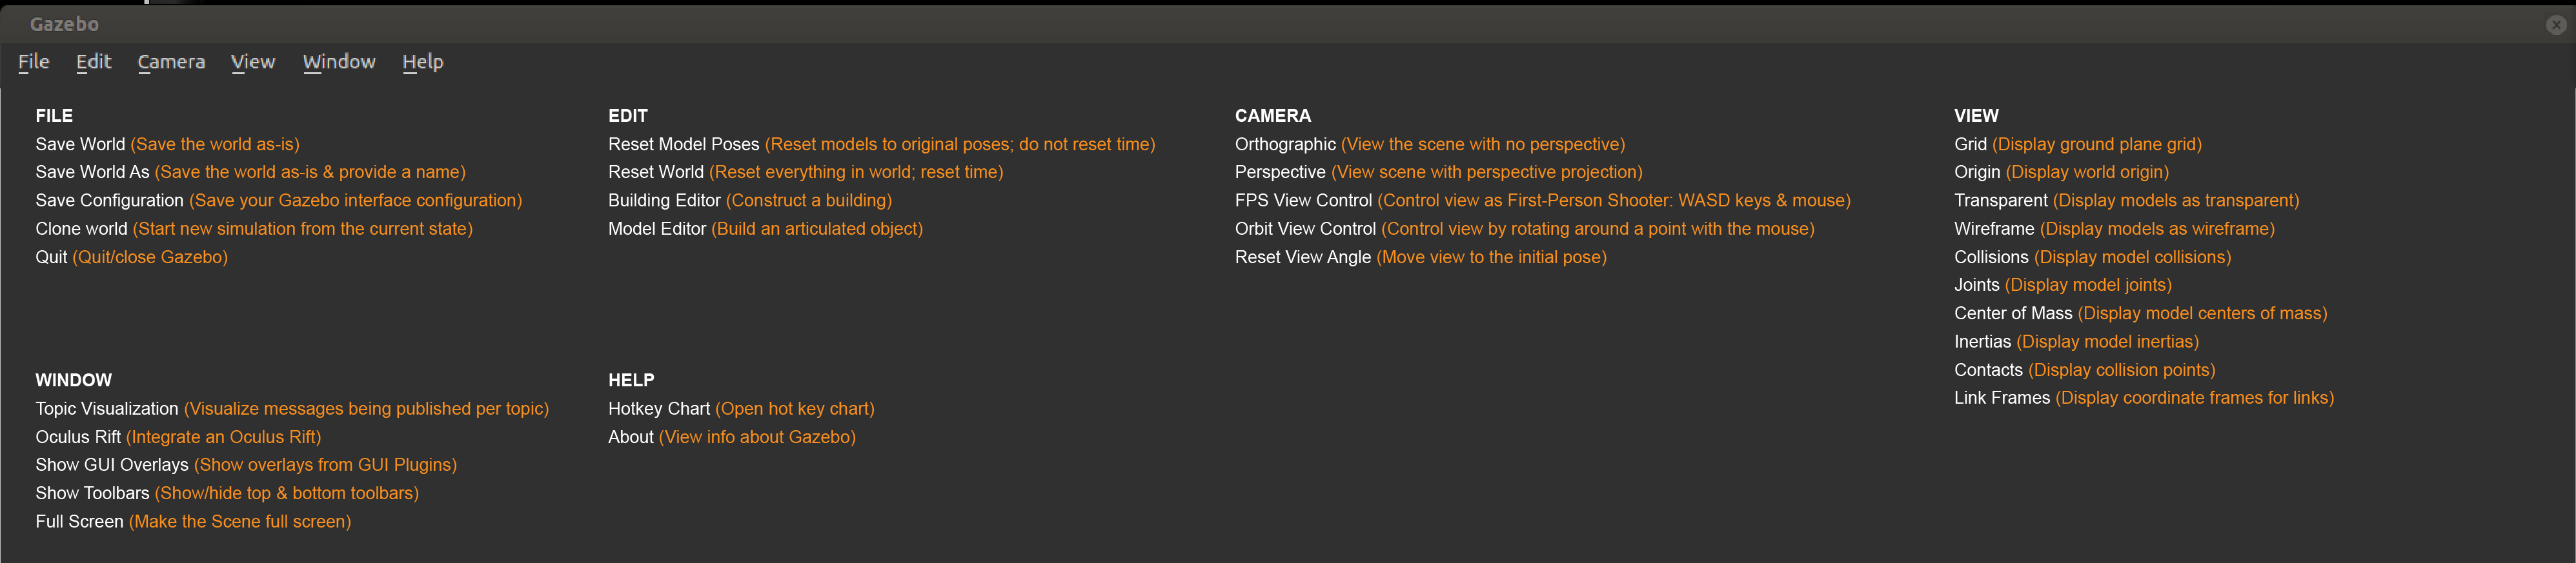 Gazebo
File Edit Camera View Window Help
FILE
Save World (Save the world as-is)
Save World As (Save the world as-is & provide a name)
Save Configuration (Save your Gazebo interface configuration)
Clone world (Start new simulation from the current state)
Quit (Quit/close Gazebo)
EDIT
Reset Model Poses (Reset models to original poses; do not reset time)
Reset World (Reset everything in world; reset time)
Building Editor (Construct a building)
Model Editor (Build an articulated object)
CAMERA
Orthographic (View the scene with no perspective)
Perspective (View scene with perspective projection)
FPS View Control (Control view as First-Person Shooter: WASD keys & mouse)
Orbit View Control (Control view by rotating around a point with the mouse)
Reset View Angle (Move view to the initial pose)
VIEW
Grid (Display ground plane grid)
Origin (Display world origin)
Transparent (Display models as transparent)
Wireframe (Display models as wireframe)
Collisions (Display model collisions)
Joints (Display model joints)
Center of Mass (Display model centers of mass)
Inertias (Display model inertias)
Contacts (Display collision points)
Link Frames (Display coordinate frames for links)
WINDOW
Topic Visualization (Visualize messages being published per topic)
Oculus Rift (Integrate an Oculus Rift)
Show GUI Overlays (Show overlays from GUI Plugins)
Show Toolbars (Show/hide top & bottom toolbars)
Full Screen (Make the Scene full screen)
HELP
Hotkey Chart (Open hot key chart)
About (View info about Gazebo)